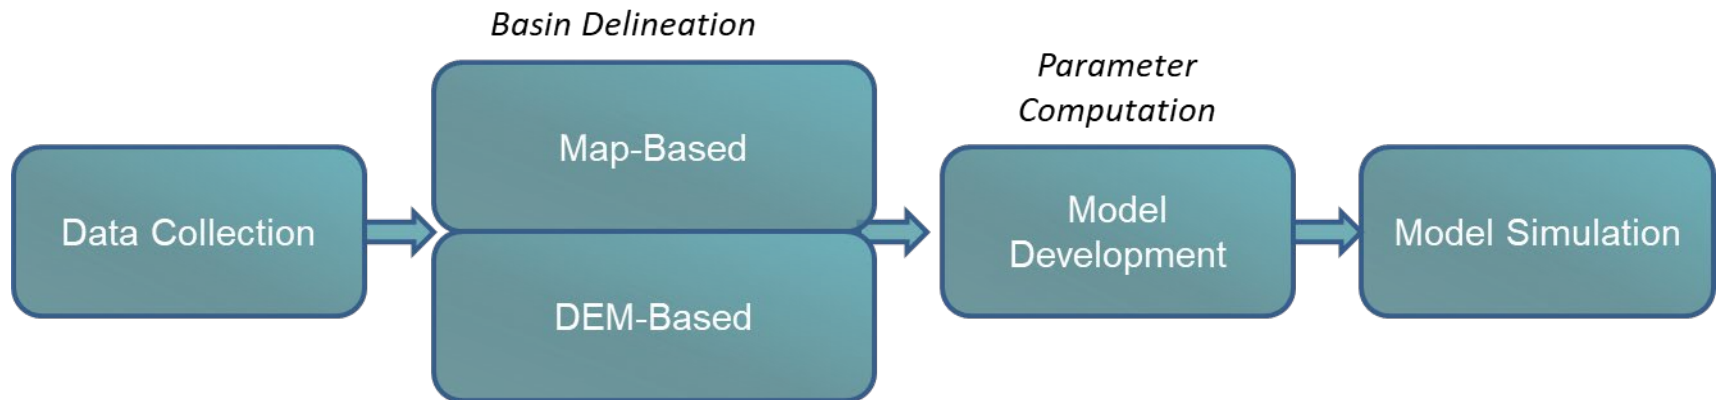 Basin Delineation
Parameter
Computation
Data Collection
Map-Based
DEM-Based
Model
Development
Model Simulation